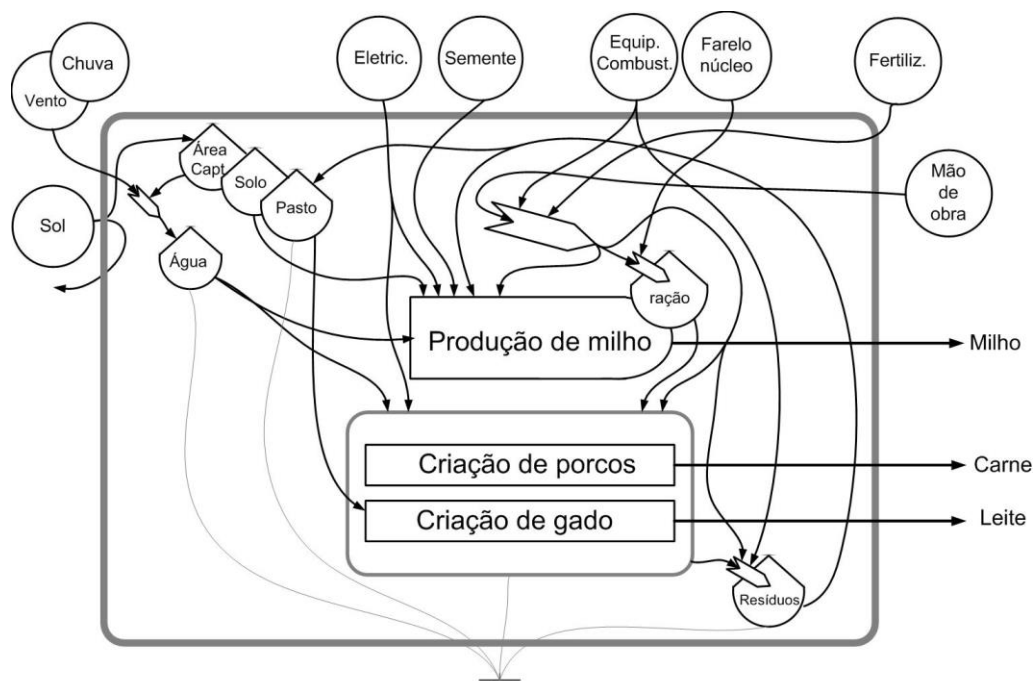 Chuva
Vento
Eletric.
Semente
Equip.
Combust.
Farelo
núcleo
Fertiliz.
Área
Capt
Solo
Pasto
Mão
de
obra
Sol
Água
ração
Produção de milho
Milho
Criação de porcos
Carne
Criação de gado
Leite
Resíduos